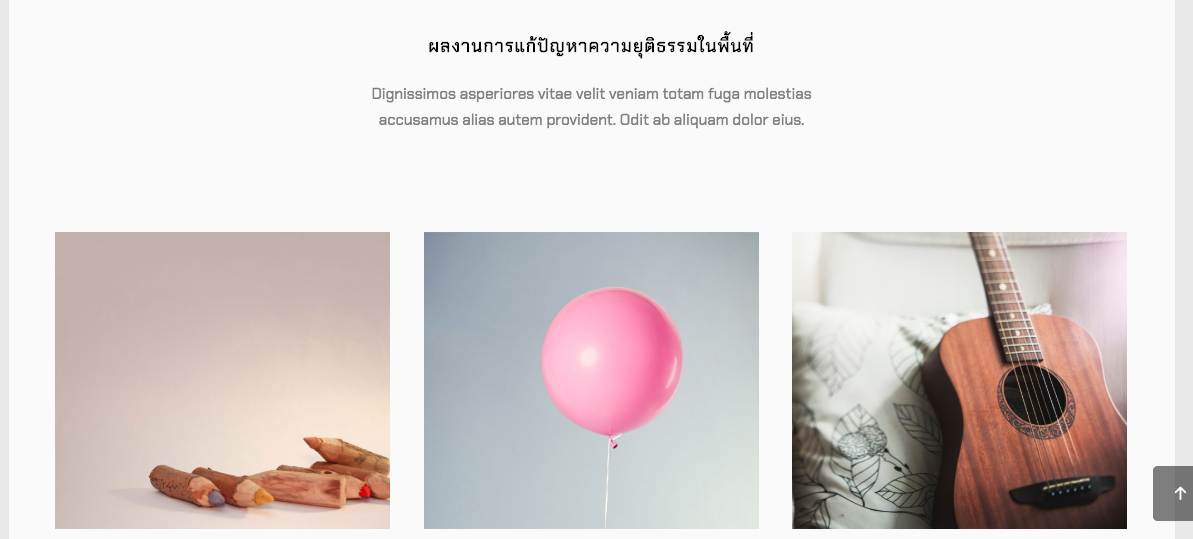 ผลงานการแก้ปัญหาความยุติธรรมในพื้นที่
Dignissimos asperiores vitae velit veniam totam fuga molestias
accusamus alias autem provident. Odit ab aliquam dolor eius.